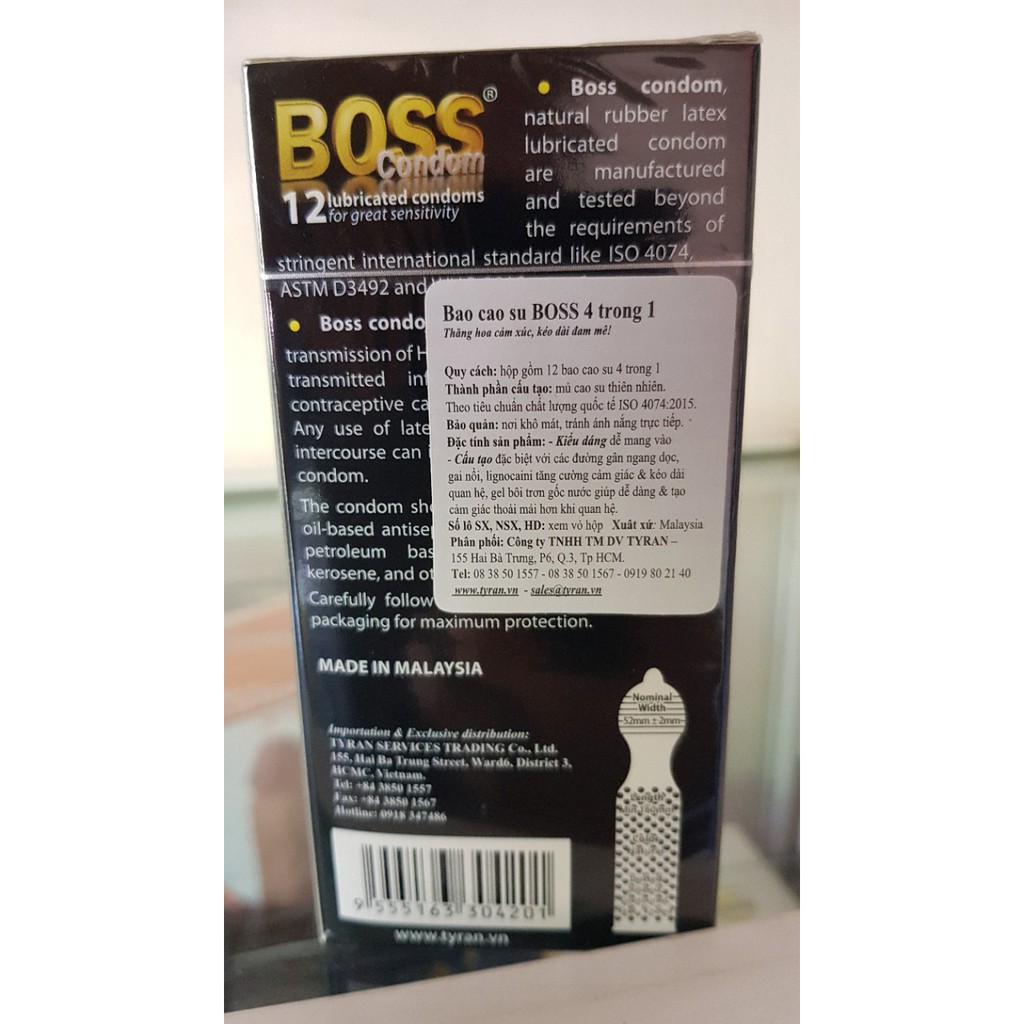 BOSS®
Condom
12 lubricated condoms
for great sensitivity
• Boss condom,
natural rubber latex
lubricated condom
are manufactured
and tested beyond
the requirements of
stringent international standard like ISO 4074,
ASTM D3492 and
• Boss condo
transmission of H
transmitted inf
contraceptive ca
Any use of late
intercourse can
condom.
The condom sh
oil-based antisep
petroleum bas
kerosene, and ot
Carefully follow
packaging for maximum protection.
Bao cao su BOSS 4 trong 1
Thăng hoa cảm xúc, kéo dài đam mê!
Quy cách: hộp gồm 12 bao cao su 4 trong 1
Thành phần cấu tạo: mủ cao su thiên nhiên.
Theo tiêu chuẩn chất lượng quốc tế ISO 4074:2015.
Bảo quản: nơi khô mát, tránh ánh nắng trực tiếp.
Đặc tính sản phẩm: - Kiểu dáng dễ mang vào
- Cấu tạo đặc biệt với các đường gân ngang dọc,
gai nổi, lignocaini tăng cường cảm giác & kéo dài
quan hệ, gel bôi trơn gốc nước giúp dễ dàng & tạo
cảm giác thoải mái hơn khi quan hệ.
Số lô SX, NSX, HD: xem vỏ hộp Xuất xứ: Malaysia
Phân phối: Công ty TNHH TM DV TYRAN –
155 Hai Bà Trưng, P6, Q.3, Tp HCM.
Tel: 08 38 50 1557 - 08 38 50 1567 - 0919 80 21 40
www.tyran.vn - sales@tyran.vn
MADE IN MALAYSIA
Importation & Exclusive distribution:
TYRAN SERVICES TRADING Co., Ltd.
155, Hai Ba Trung Street, Ward6, District 3,
HCMC, Vietnam.
Tel: +84 3850 1557
Fax: +84 3850 1567
Hotline: 0918 347486
9 555163 304201
www.tyran.vn
Nominal
Width
52mm ± 2mm
Length